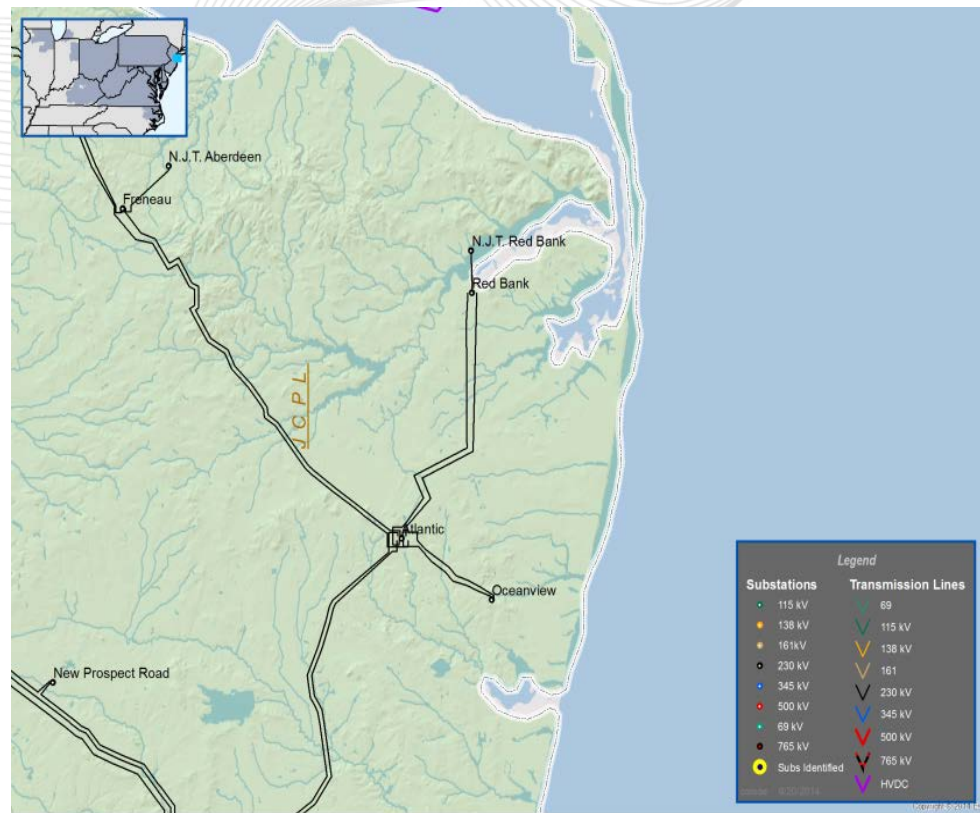 N.J.T. Aberdeen
Freneau
N.J.T. Red Bank
Red Bank
JCPL
Atlantic
Oceanview
New Prospect Road
Legend
Substations
115 kV
138 kV
161kV
230 kV
345 kV
500 kV
69 kV
765 kV
Subs Identified
Transmission Lines
69
115 kV
138 kV
161
230 kV
345 kV
500 kV
765 kV
HVDC